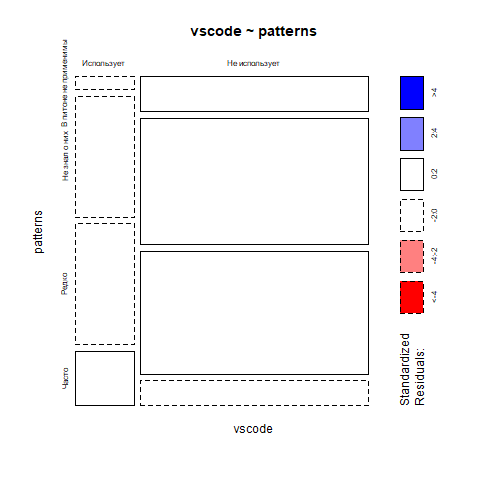 vscode ~ patterns
Использует
Не использует
В питоне не применимы
Не знал о них
Редко
Часто
patterns
vscode
>4
2:4
0:2
-2:0
-4:-2
<-4
Standardized
Residuals: